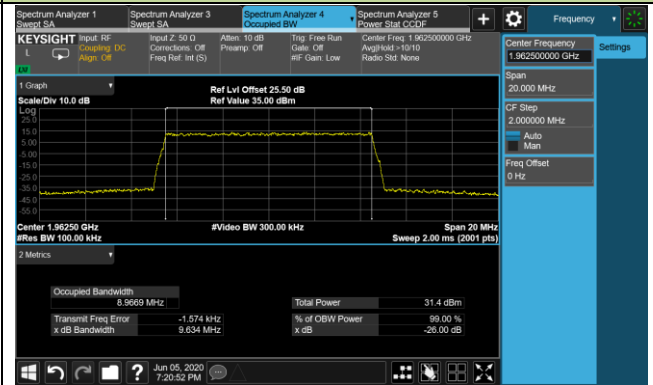 Spectrum Analyzer 1 Spectrum Analyzer 3 Spectrum Analyzer 4 Spectrum Analyzer 5 + Frequency
Swept SA Swept SA Occupied BW Power Stat CCDF
KEYSIGHT Input: RF Input Z: 50 Ω Atten: 10 dB Trig: Free Run Center Freq: 1.962500000 GHz
L Coupling: DC Corrections: Off Preamp: Off Gate: Off Avg|Hold:>10/10
Align: Off Freq Ref: Int (S) #IF Gain: Low Radio Std: None
Center Frequency
1.962500000 GHz
Settings
Span
20.000 MHz
CF Step
2.000000 MHz
Auto
Man
Freq Offset
0 Hz
1 Graph Ref Lvl Offset 25.50 dB
Scale/Div 10.0 dB Ref Value 35.00 dBm
Log
25.0
15.0
5.00
-5.00
-15.0
-25.0
-35.0
-45.0
-55.0
Center 1.96250 GHz #Video BW 300.00 kHz Span 20 MHz
#Res BW 100.00 kHz Sweep 2.00 ms (2001 pts)
2 Metrics
Occupied Bandwidth
8.9669 MHz Total Power 31.4 dBm
Transmit Freq Error -1.574 kHz % of OBW Power 99.00 %
x dB Bandwidth 9.634 MHz x dB -26.00 dB
? Jun 05, 2020
7:20:52 PM